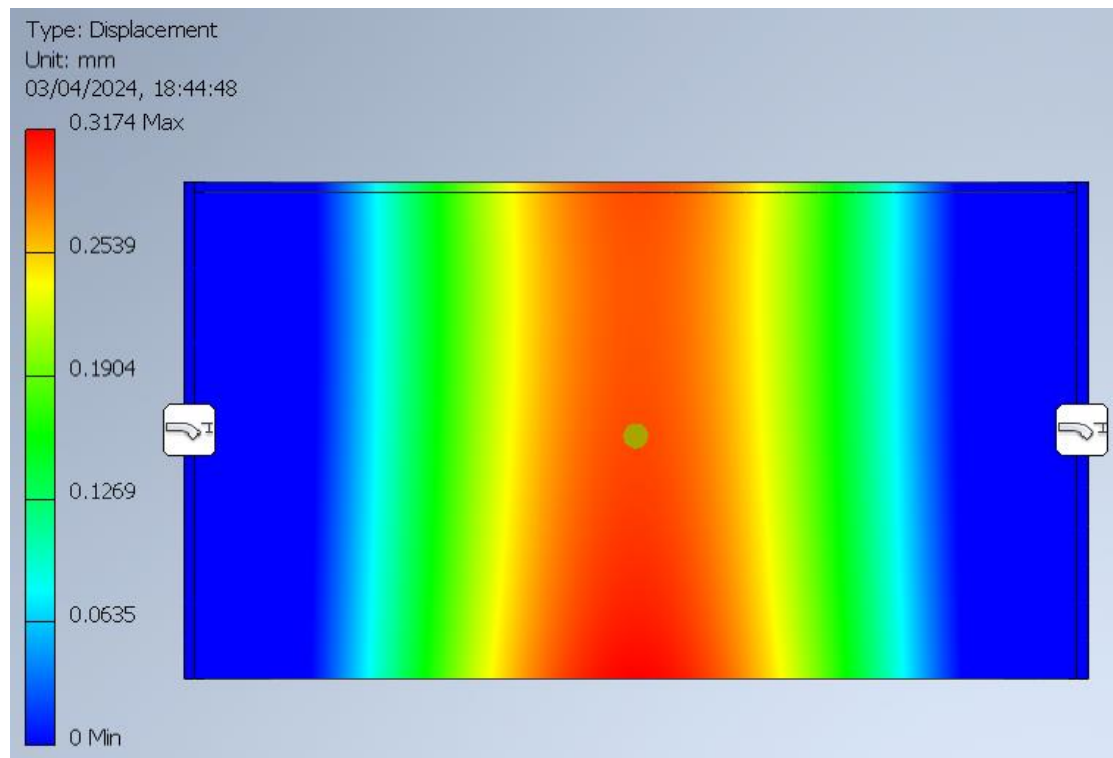 Type: Displacement
Unit: mm
03/04/2024, 18:44:48
0.3174 Max
0.2539
0.1904
0.1269
0.0635
0 Min